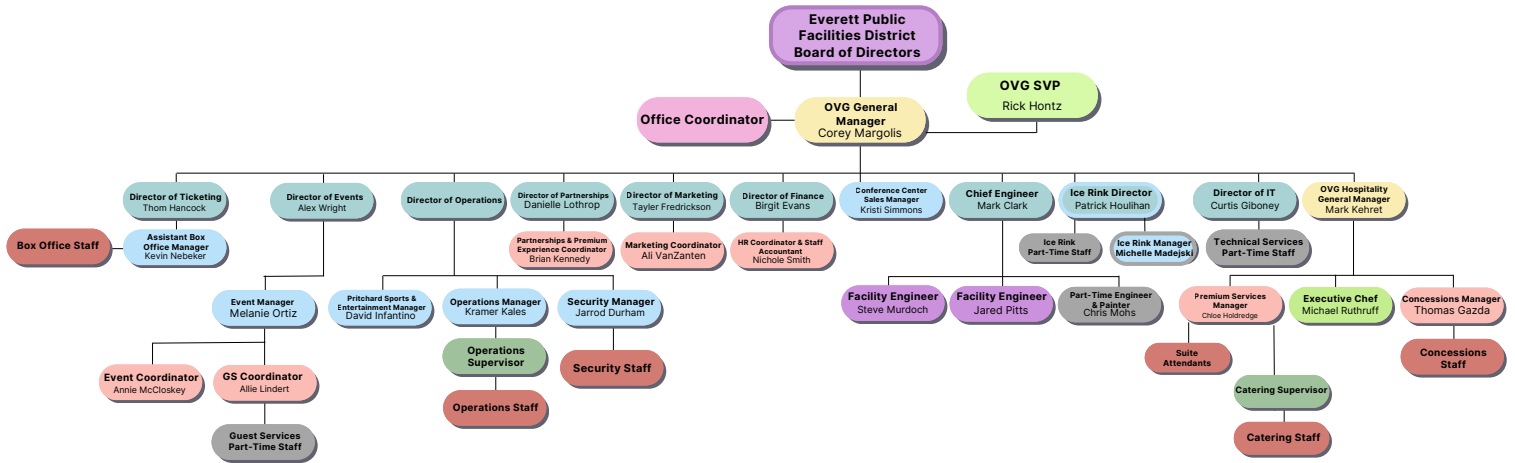 Everett Public
Facilities District
Board of Directors
OVG SVP
Rick Hontz
Office Coordinator
OVG General
Manager
Corey Margolis
Director of Ticketing
Thom Hancock
Director of Events
Alex Wright
Director of Operations
Director of Partnerships
Danielle Lothrop
Director of Marketing
Tayler Fredrickson
Director of Finance
Birgit Evans
Conference Center
Sales Manager
Kristi Simmons
Chief Engineer
Mark Clark
Ice Rink Director
Patrick Houlihan
Director of IT
Curtis Giboney
OVG Hospitality
General Manager
Mark Kehret
Box Office Staff
Assistant Box
Office Manager
Kevin Nebeker
Partnerships & Premium
Experience Coordinator
Brian Kennedy
Marketing Coordinator
Ali VanZanten
HR Coordinator & Staff
Accountant
Nichole Smith
Ice Rink
Part-Time Staff
Ice Rink Manager
Michelle Madejski
Technical Services
Part-Time Staff
Event Manager
Melanie Ortiz
Pritchard Sports &
Entertainment Manager
David Infantino
Operations Manager
Kramer Kales
Security Manager
Jarrod Durham
Facility Engineer
Steve Murdoch
Facility Engineer
Jared Pitts
Part-Time Engineer
& Painter
Chris Mohs
Premium Services
Manager
Chloe Holdredge
Executive Chef
Michael Ruthruff
Concessions Manager
Thomas Gazda
Operations
Supervisor
Security Staff
Suite
Attendants
Concessions
Staff
Event Coordinator
Annie McCloskey
GS Coordinator
Allie Lindert
Operations Staff
Catering Supervisor
Guest Services
Part-Time Staff
Catering Staff